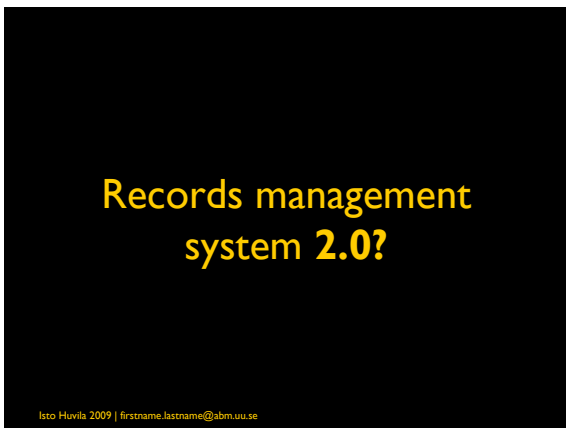 Records management
system 2.0?
Isto Huvila 2009 | firstname.lastname@abm.uu.se